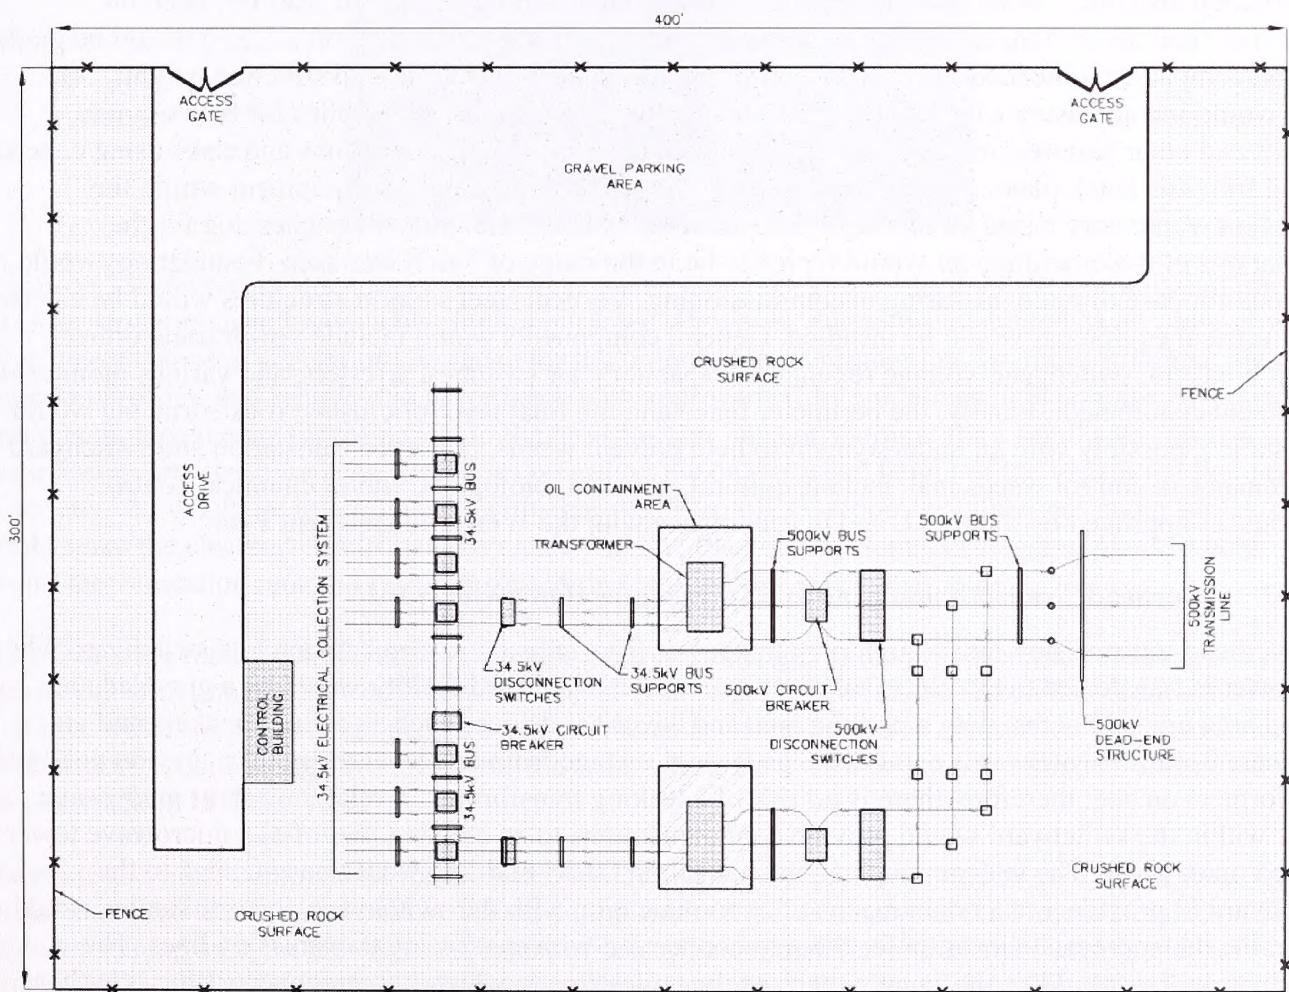 400'
ACCESS
GATE
ACCESS
GATE
GRAVEL PARKING
AREA
300'
CRUSHED ROCK
SURFACE
FENCE
ACCESS
DRIVE
34.5kV ELECTRICAL COLLECTION SYSTEM
34.5kV BUS
OIL CONTAINMENT
AREA
TRANSFORMER
500kV BUS
SUPPORTS
500kV BUS
SUPPORTS
500kV
TRANSMISSION
LINE
34.5kV
DISCONNECTION
SWITCHES
34.5kV BUS
SUPPORTS
500kV CIRCUIT
BREAKER
500kV
DISCONNECTION
SWITCHES
500kV
DEAD-END
STRUCTURE
CONTROL
BUILDING
34.5kV CIRCUIT
BREAKER
34.5kV BUS
CRUSHED ROCK
SURFACE
FENCE
CRUSHED ROCK
SURFACE